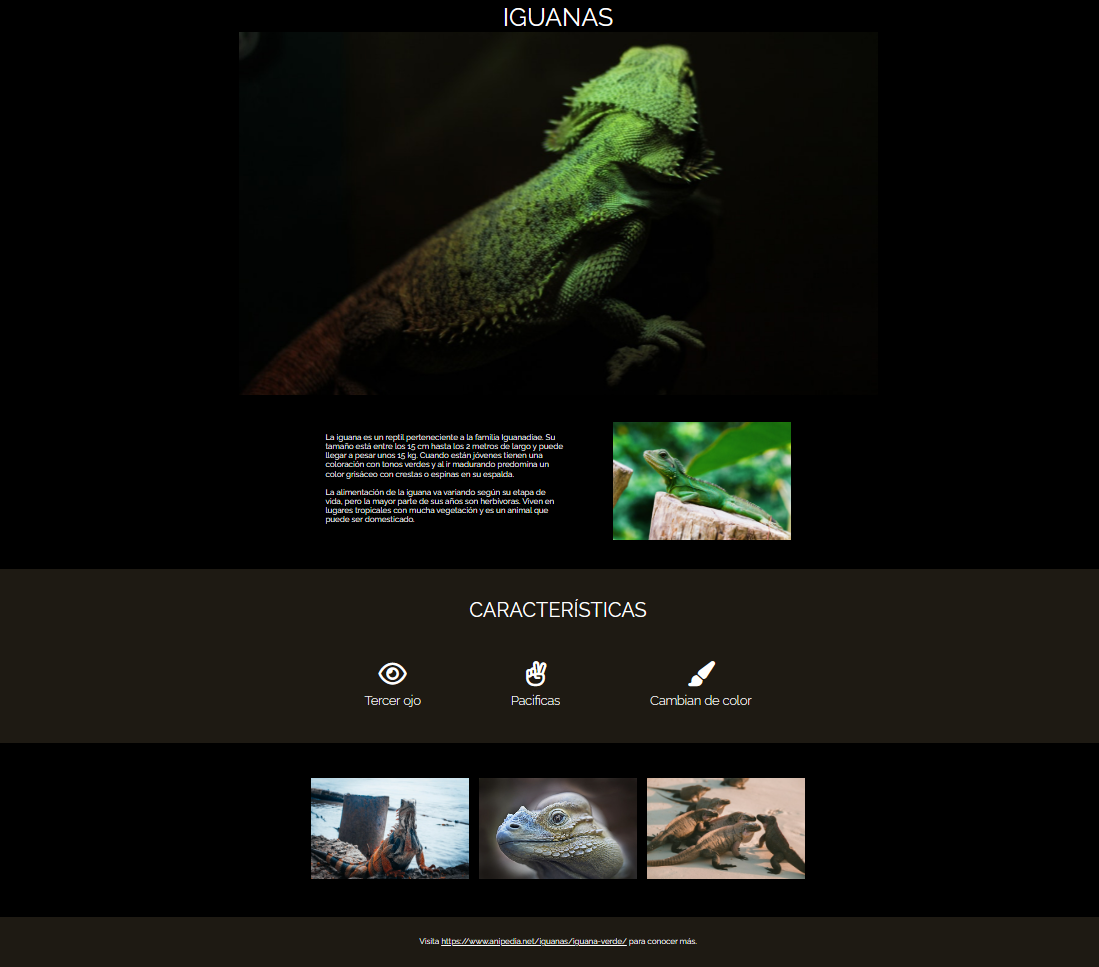 IGUANAS
La iguana es un reptil perteneciente a la familia Iguanadiae. Su
tamaño está entre los 15 cm hasta los 2 metros de largo y puede
llegar a pesar unos 15 kg. Cuando están jóvenes tienen una
coloración con tonos verdes y al ir madurando predomina un
color grisáceo con crestas o espinas en su espalda.
La alimentación de la iguana va variando según su etapa de
vida, pero la mayor parte de sus años son herbívoras. Viven en
lugares tropicales con mucha vegetación y es un animal que
puede ser domesticado.
CARACTERÍSTICAS
Tercer ojo
Pacificas
Cambian de color
Visita https://www.anipedia.net/iguanas/iguana-verde/ para conocer más.